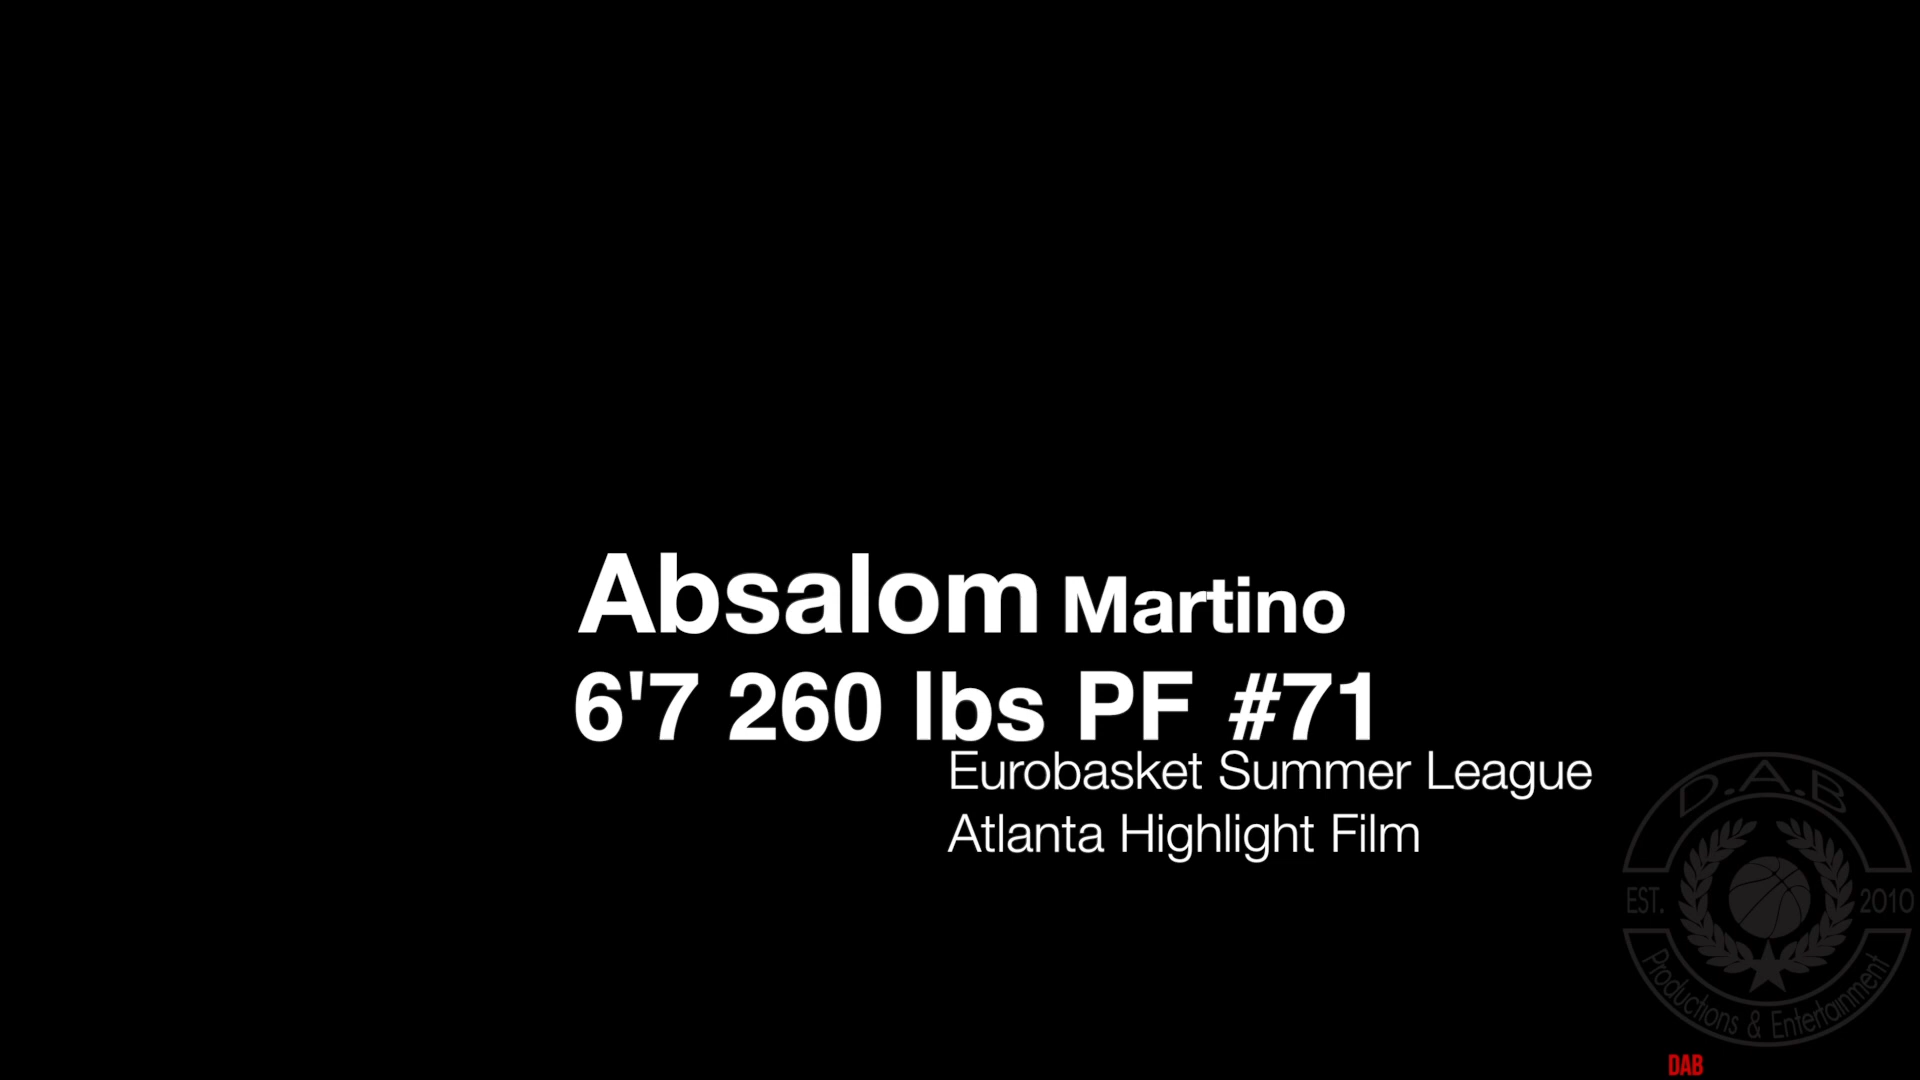 Absalom Martino
6'7 260 lbs PF #71
Eurobasket Summer League
Atlanta Highlight Film
D.A.B
EST. 2010
Productions & Entertainment
DAB